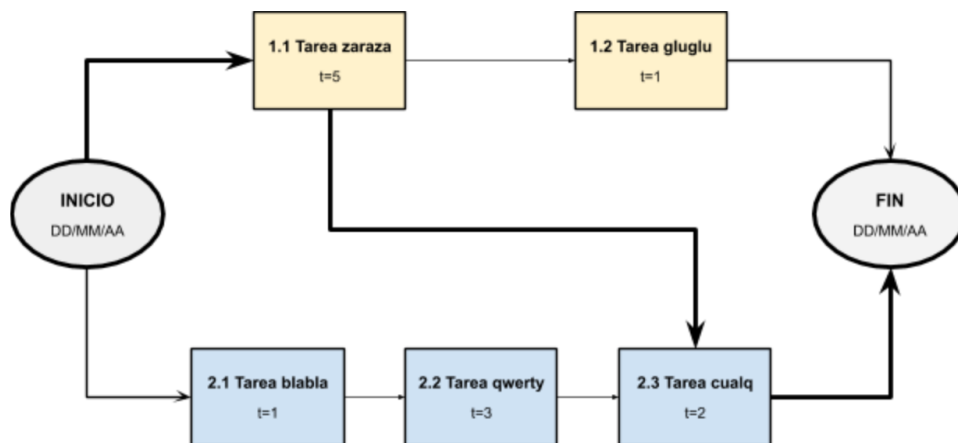 1.1 Tarea zaraza
t=5
1.2 Tarea gluglu
t=1
INICIO
DD/MM/AA
FIN
DD/MM/AA
2.1 Tarea blabla
t=1
2.2 Tarea qwerty
t=3
2.3 Tarea cualq
t=2